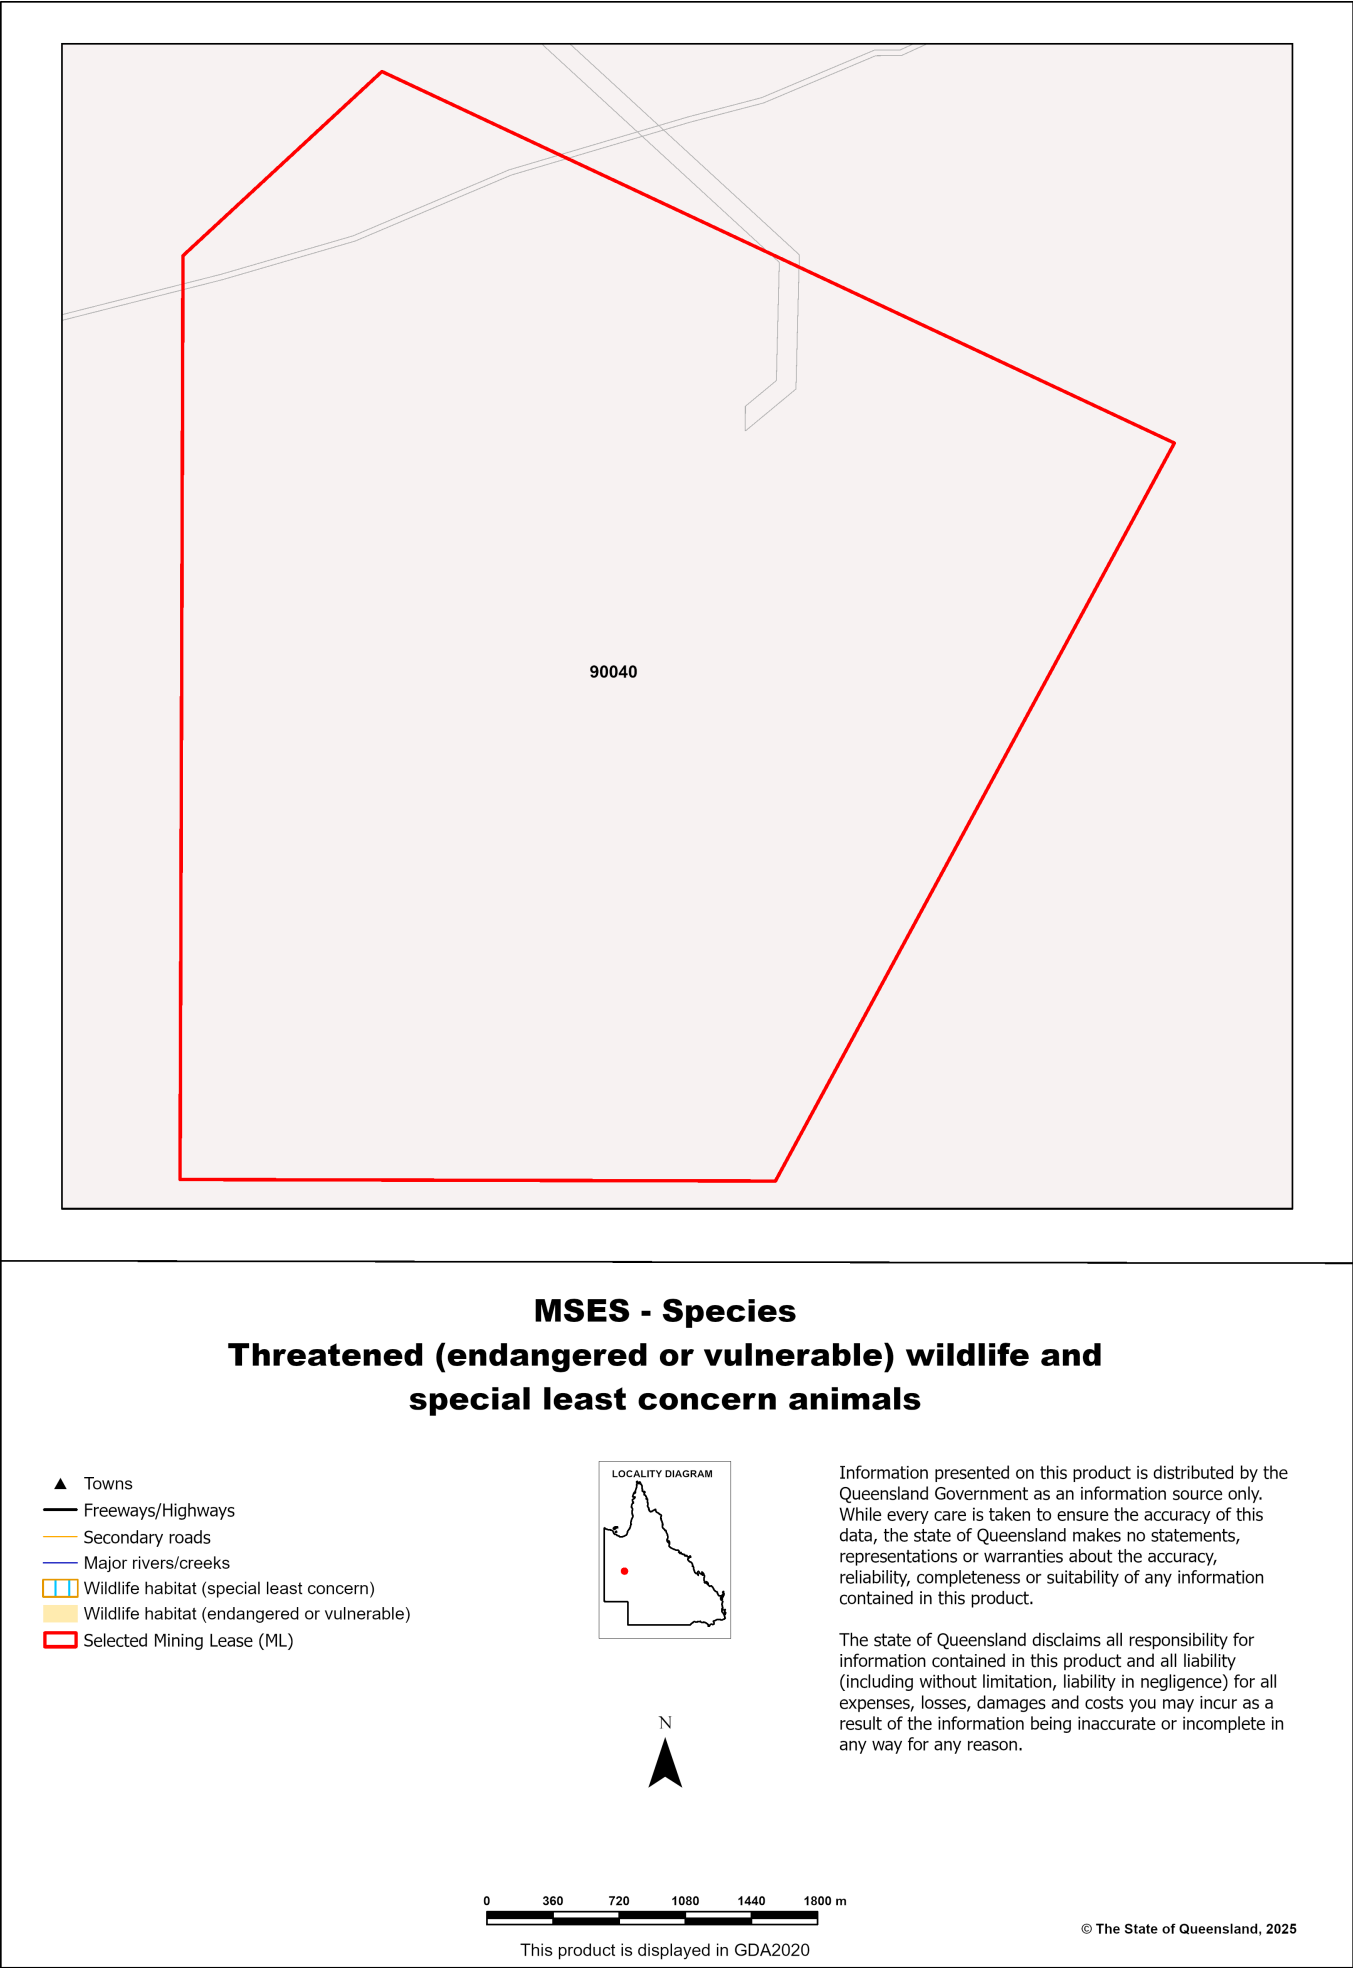 90040
MSES - Species
Threatened (endangered or vulnerable) wildlife and
special least concern animals
Towns
Freeways/Highways
Secondary roads
Major rivers/creeks
Wildlife habitat (special least concern)
Wildlife habitat (endangered or vulnerable)
Selected Mining Lease (ML)
LOCALITY DIAGRAM
N
Information presented on this product is distributed by the
Queensland Government as an information source only.
While every care is taken to ensure the accuracy of this
data, the state of Queensland makes no statements,
representations or warranties about the accuracy,
reliability, completeness or suitability of any information
contained in this product.
The state of Queensland disclaims all responsibility for
information contained in this product and all liability
(including without limitation, liability in negligence) for all
expenses, losses, damages and costs you may incur as a
result of the information being inaccurate or incomplete in
any way for any reason.
0 360 720 1080 1440 1800 m
This product is displayed in GDA2020
© The State of Queensland, 2025